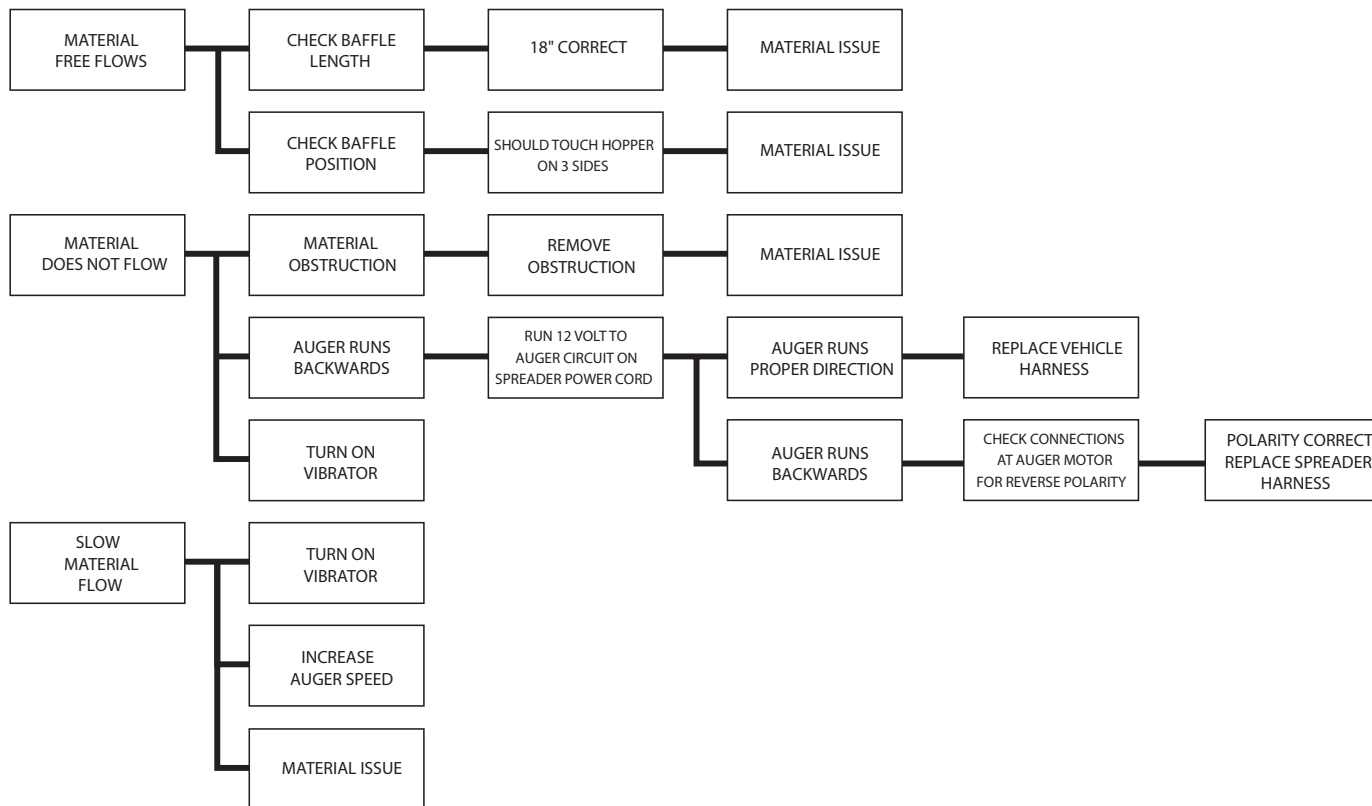 MATERIAL
FREE FLOWS
CHECK BAFFLE
LENGTH
18" CORRECT
MATERIAL ISSUE
CHECK BAFFLE
POSITION
SHOULD TOUCH HOPPER
ON 3 SIDES
MATERIAL ISSUE
MATERIAL
DOES NOT FLOW
MATERIAL
OBSTRUCTION
REMOVE
OBSTRUCTION
MATERIAL ISSUE
AUGER RUNS
BACKWARDS
RUN 12 VOLT TO
AUGER CIRCUIT ON
SPREADER POWER CORD
AUGER RUNS
PROPER DIRECTION
REPLACE VEHICLE
HARNESS
AUGER RUNS
BACKWARDS
CHECK CONNECTIONS
AT AUGER MOTOR
FOR REVERSE POLARITY
POLARITY CORRECT
REPLACE SPREADER
HARNESS
TURN ON
VIBRATOR
SLOW
MATERIAL
FLOW
TURN ON
VIBRATOR
INCREASE
AUGER SPEED
MATERIAL ISSUE